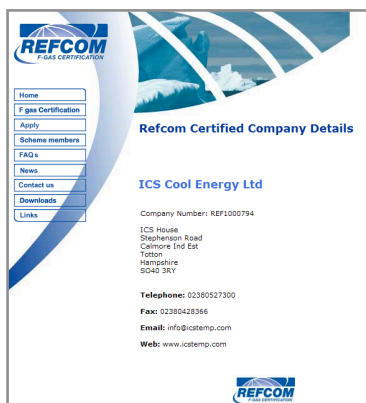 REFCOM
F-GAS CERTIFICATION
Home
F gas Certification
Apply
Scheme members
FAQs
News
Contact us
Downloads
Links
Refcom Certified Company Details
ICS Cool Energy Ltd
Company Number: REF1000794
ICS House
Stephenson Road
Calmore Ind Est
Totton
Hampshire
SO40 3RY
Telephone: 02380527300
Fax: 02380428366
Email: info@icstemp.com
Web: www.icstemp.com
REFCOM
F-GAS CERTIFICATION